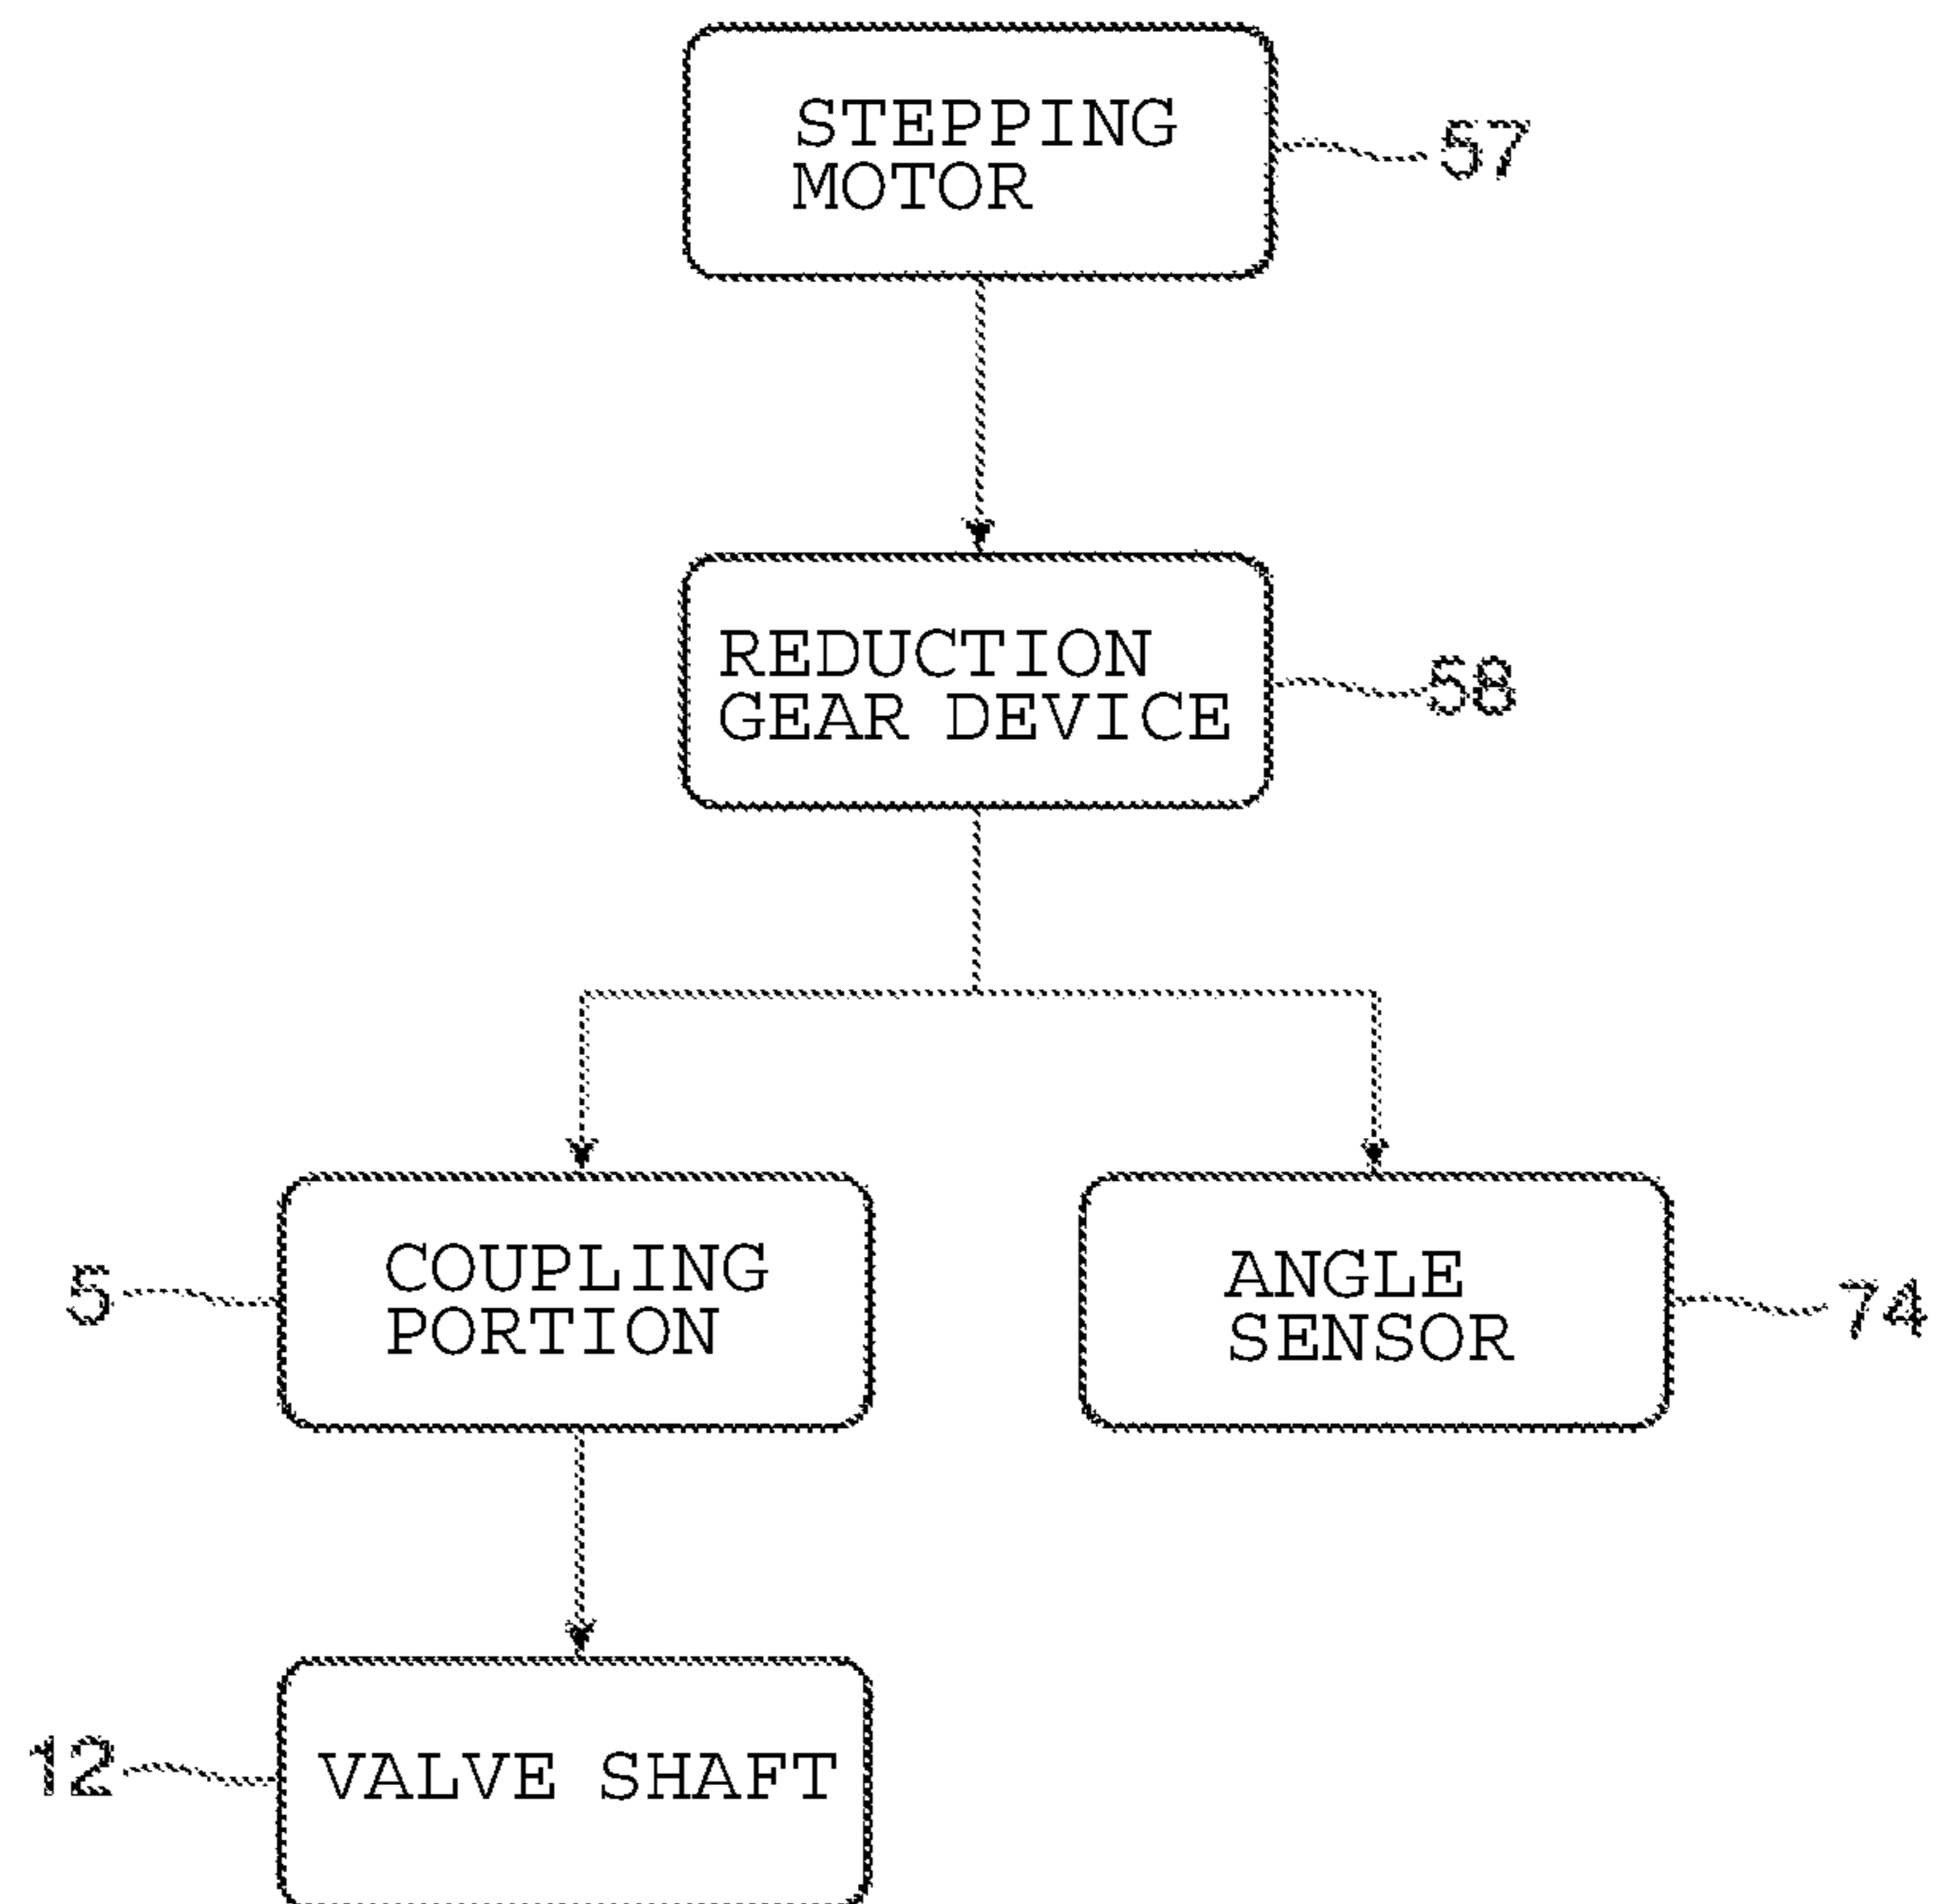 STEPPING
MOTOR
57
REDUCTION
GEAR DEVICE
58
5
COUPLING
PORTION
ANGLE
SENSOR
74
12
VALVE SHAFT